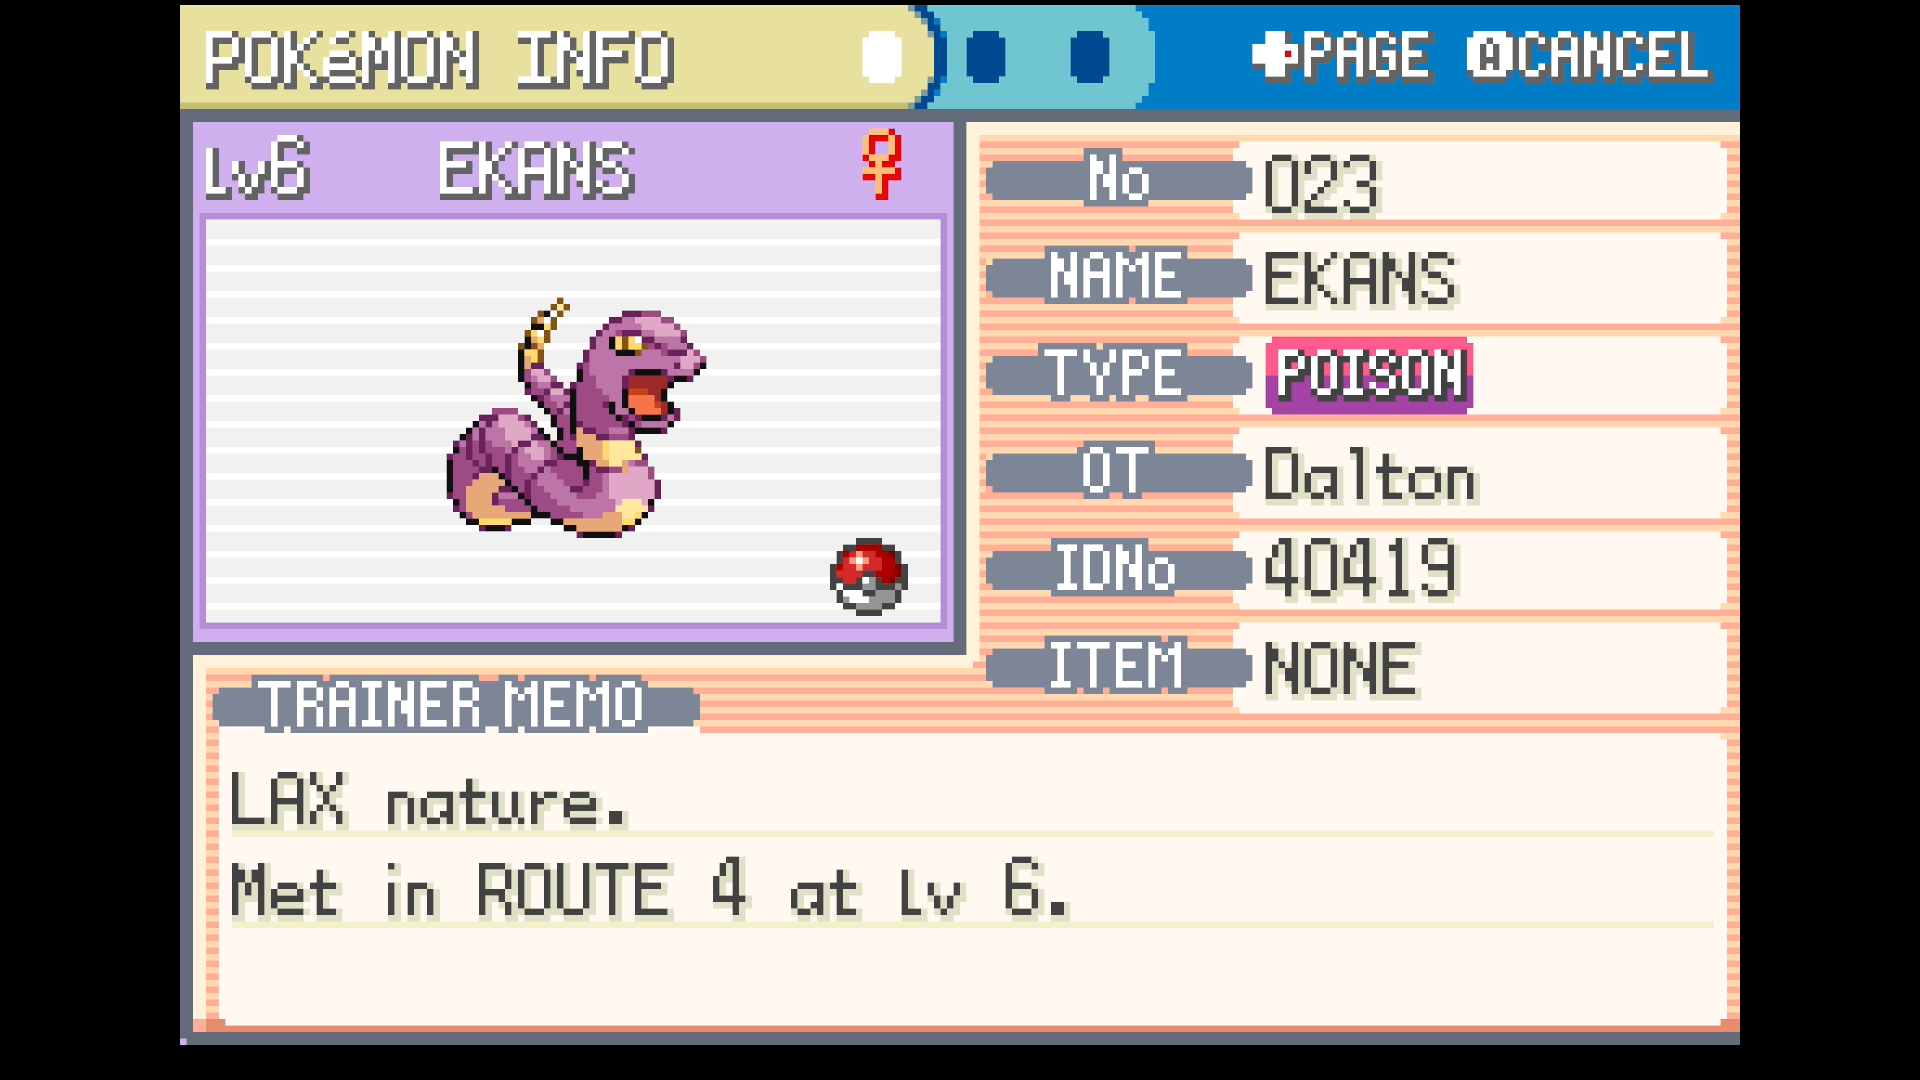 POKéMON INFO
PAGE ACANCEL
Lv6 EKANS ♀
No 023
NAME EKANS
TYPE POISON
OT Dalton
IDNo 40419
ITEM NONE
TRAINER MEMO
LAX nature.
Met in ROUTE 4 at Lv 6.